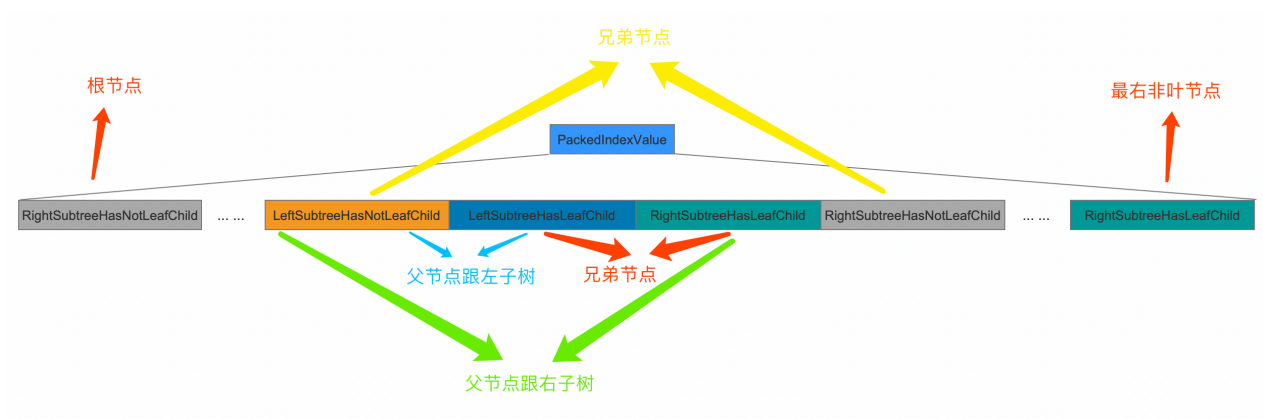 兄弟节点
根节点
最右非叶节点
PackedIndexValue
RightSubtreeHasNotLeafChild
... ...
LeftSubtreeHasNotLeafChild
LeftSubtreeHasLeafChild
RightSubtreeHasLeafChild
RightSubtreeHasNotLeafChild
... ...
RightSubtreeHasLeafChild
父节点跟左子树
兄弟节点
父节点跟右子树